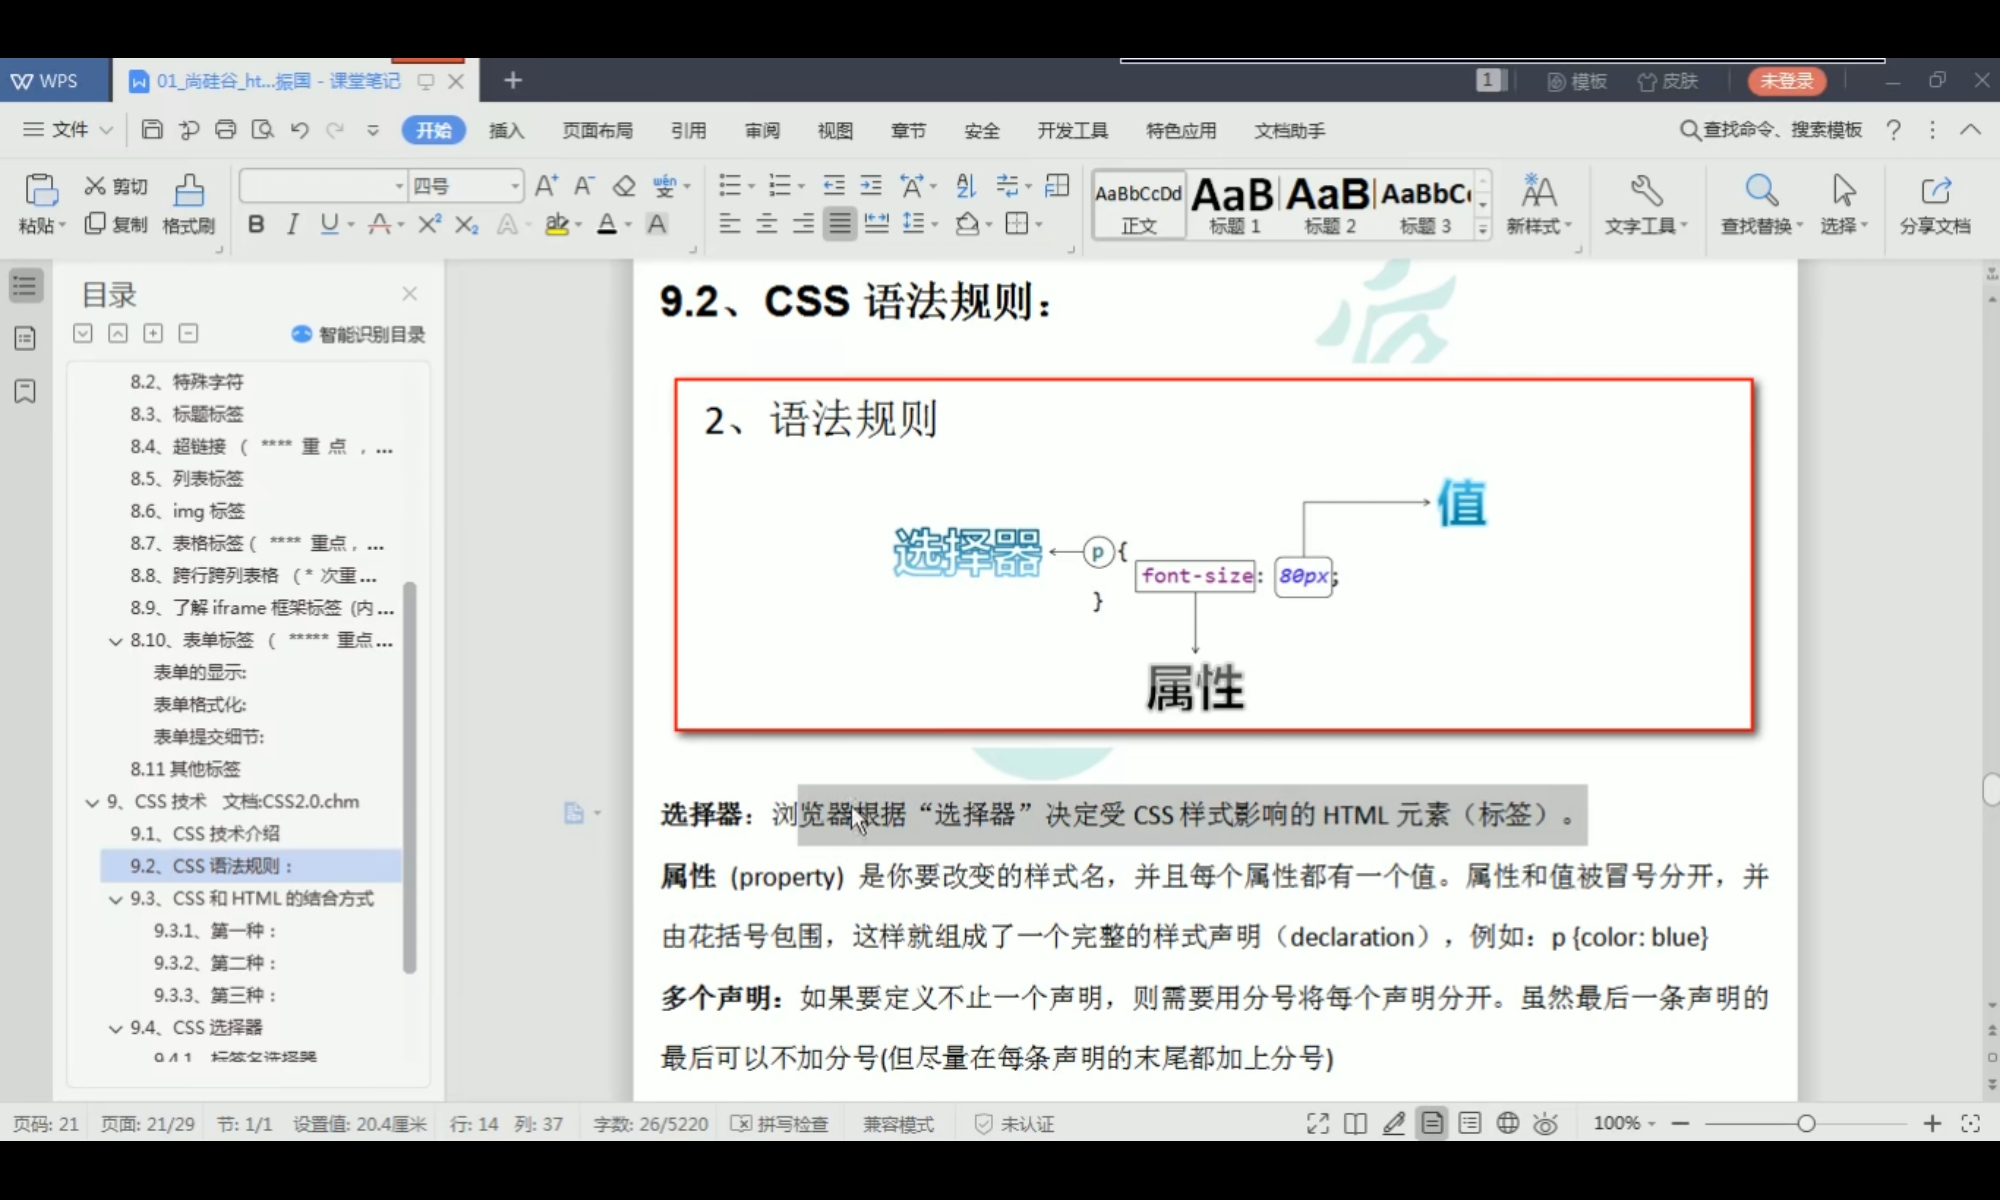 WPS
01_尚硅谷_ht...振国 - 课堂笔记
1
模板
皮肤
未登录
文件
开始
插入
页面布局
引用
审阅
视图
章节
安全
开发工具
特色应用
文档助手
查找命令、搜索模板
粘贴
剪切
复制
格式刷
四号
AaBbCcDd
正文
AaB
标题 1
AaB
标题 2
AaBbC
标题 3
新样式
文字工具
查找替换
选择
分享文档
目录
智能识别目录
8.2、特殊字符
8.3、标题标签
8.4、超链接 ( **** 重 点 , ...
8.5、列表标签
8.6、img 标签
8.7、表格标签 ( **** 重点, ...
8.8、跨行跨列表格 ( * 次重...
8.9、了解 iframe 框架标签 (内...
8.10、表单标签 ( ***** 重点...
表单的显示:
表单格式化:
表单提交细节:
8.11 其他标签
9、CSS 技术 文档:CSS2.0.chm
9.1、CSS 技术介绍
9.2、CSS 语法规则：
9.3、CSS 和 HTML 的结合方式
9.3.1、第一种：
9.3.2、第二种：
9.3.3、第三种：
9.4、CSS 选择器
9.4.1、标签名选择器
9.2、CSS 语法规则：
2、语法规则
值
选择器
p {
font-size: 80px;
}
属性
选择器：浏览器根据“选择器”决定受 CSS 样式影响的 HTML 元素（标签）。
属性 (property) 是你要改变的样式名，并且每个属性都有一个值。属性和值被冒号分开，并
由花括号包围，这样就组成了一个完整的样式声明（declaration），例如：p {color: blue}
多个声明：如果要定义不止一个声明，则需要用分号将每个声明分开。虽然最后一条声明的
最后可以不加分号(但尽量在每条声明的末尾都加上分号)
页码: 21
页面: 21/29
节: 1/1
设置值: 20.4厘米
行: 14
列: 37
字数: 26/5220
拼写检查
兼容模式
未认证
100%